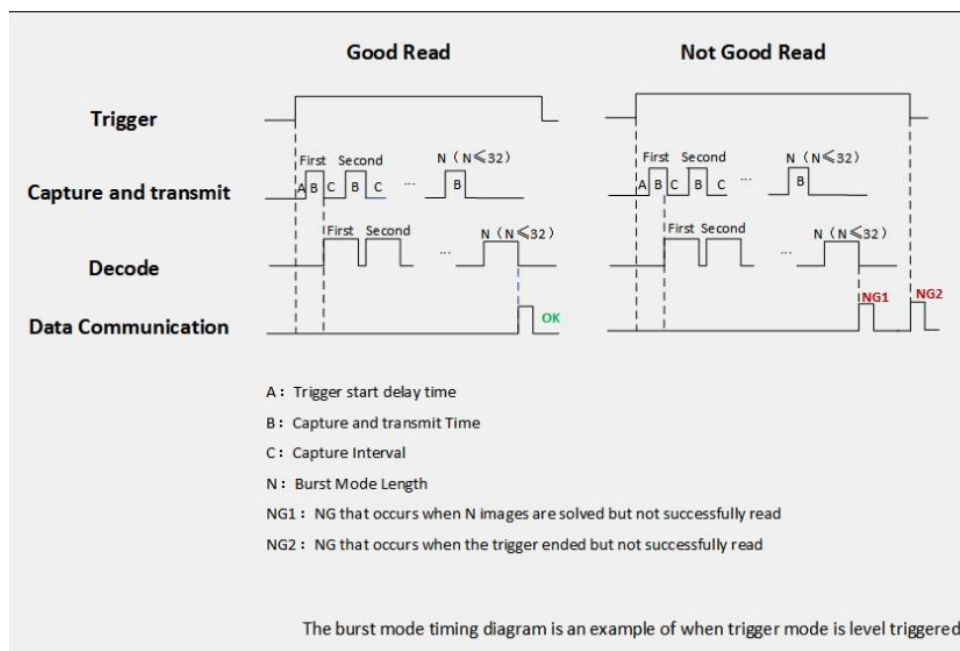 Good Read Not Good Read
Trigger
First Second N（N≤32） First Second N（N≤32）
Capture and transmit A B C B C ... B A B C B C ... B
First Second N（N≤32） First Second N（N≤32）
Decode ... ...
NG1 NG2
Data Communication OK
A： Trigger start delay time
B： Capture and transmit Time
C： Capture Interval
N： Burst Mode Length
NG1： NG that occurs when N images are solved but not successfully read
NG2： NG that occurs when the trigger ended but not successfully read
The burst mode timing diagram is an example of when trigger mode is level triggered